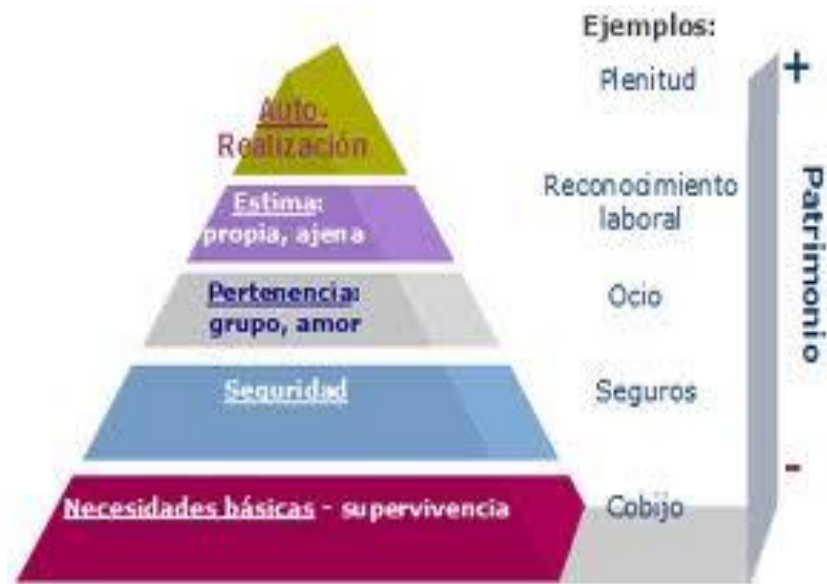 Ejemplos:
Plenitud
Auto-
Realización
Reconocimiento
laboral
Estima:
propia, ajena
Pertenencia:
grupo, amor
Ocio
Seguridad
Seguros
Necesidades básicas - supervivencia
Cobijo
+
Patrimonio
-